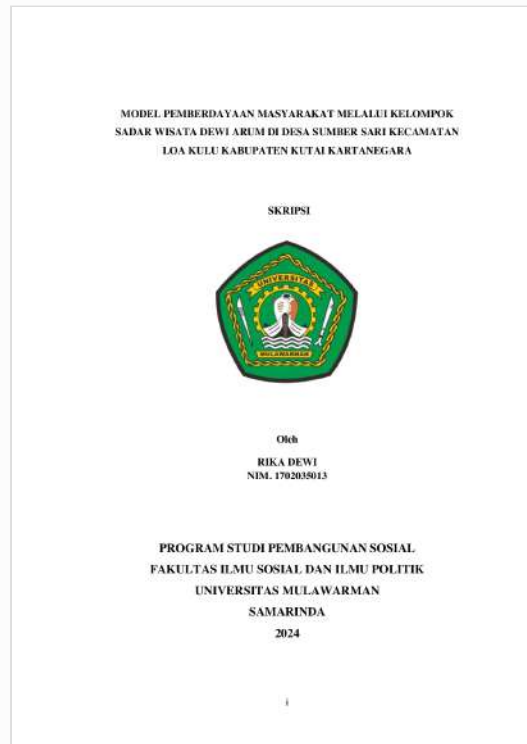 MODEL PEMBERDAYAAN MASYARAKAT MELALUI KELOMPOK
SADAR WISATA DEWI ARUM DI DESA SUMBER SARI KECAMATAN
LOA KULU KABUPATEN KUTAI KARTANEGARA
SKRIPSI
UNIVERSITAS
MULAWARMAN
Oleh
RIKA DEWI
NIM. 1702035013
PROGRAM STUDI PEMBANGUNAN SOSIAL
FAKULTAS ILMU SOSIAL DAN ILMU POLITIK
UNIVERSITAS MULAWARMAN
SAMARINDA
2024
i